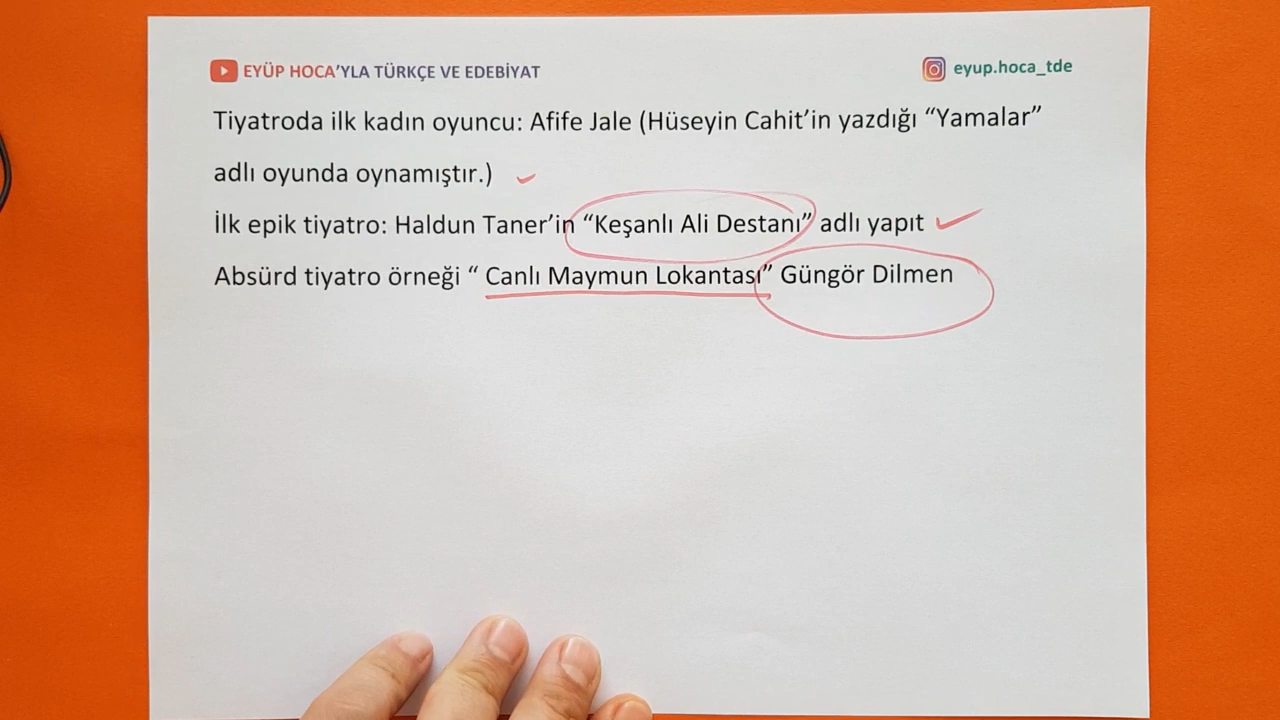 EYÜP HOCA'YLA TÜRKÇE VE EDEBİYAT
eyup.hoca_tde
Tiyatroda ilk kadın oyuncu: Afife Jale (Hüseyin Cahit’in yazdığı “Yamalar”
adlı oyunda oynamıştır.)
İlk epik tiyatro: Haldun Taner’in “Keşanlı Ali Destanı” adlı yapıt
Absürd tiyatro örneği “ Canlı Maymun Lokantası” Güngör Dilmen